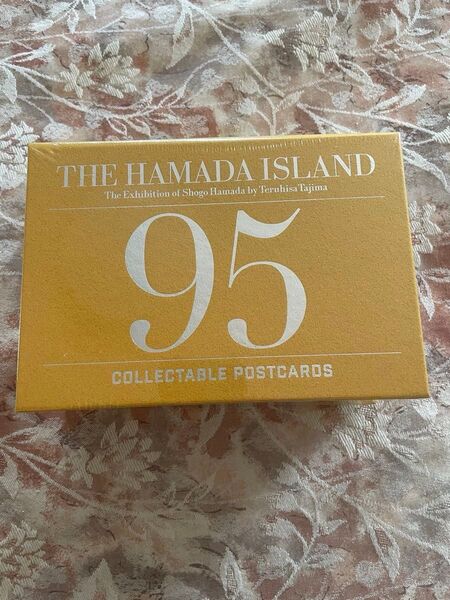 THE HAMADA ISLAND
The Exhibition of Shogo Hamada by Teruhisa Tajima
95
COLLECTABLE POSTCARDS